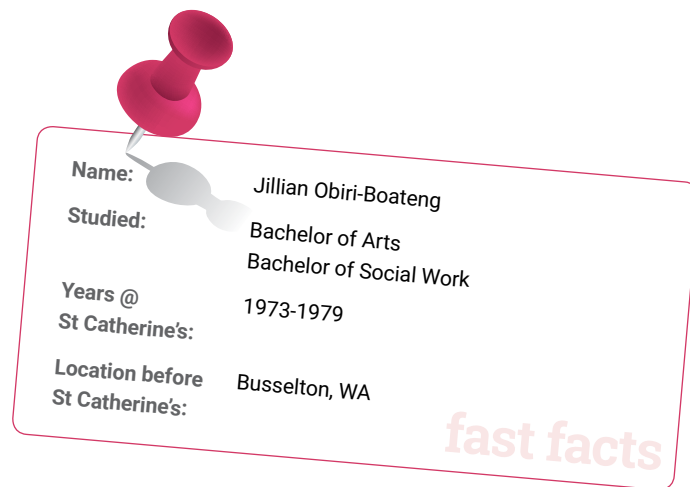 Name: Jillian Obiri-Boateng
Studied: Bachelor of Arts
Bachelor of Social Work
Years @
St Catherine's: 1973-1979
Location before
St Catherine's: Busselton, WA
fast facts